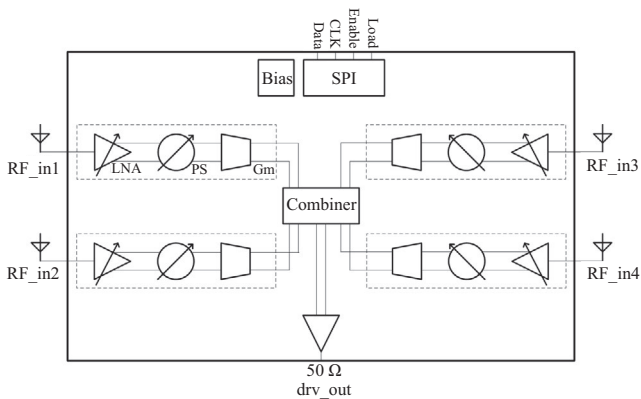 Data
CLK
Enable
Load
Bias
SPI
RF_in1
LNA
PS
Gm
RF_in3
Combiner
RF_in2
RF_in4
50 Ω
drv_out